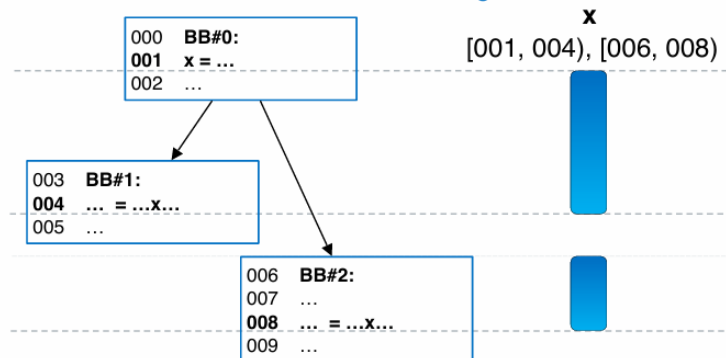 x
[001, 004), [006, 008)
000 BB#0:
001 x = ...
002 ...
003 BB#1:
004 ... = ...x...
005 ...
006 BB#2:
007 ...
008 ... = ...x...
009 ...